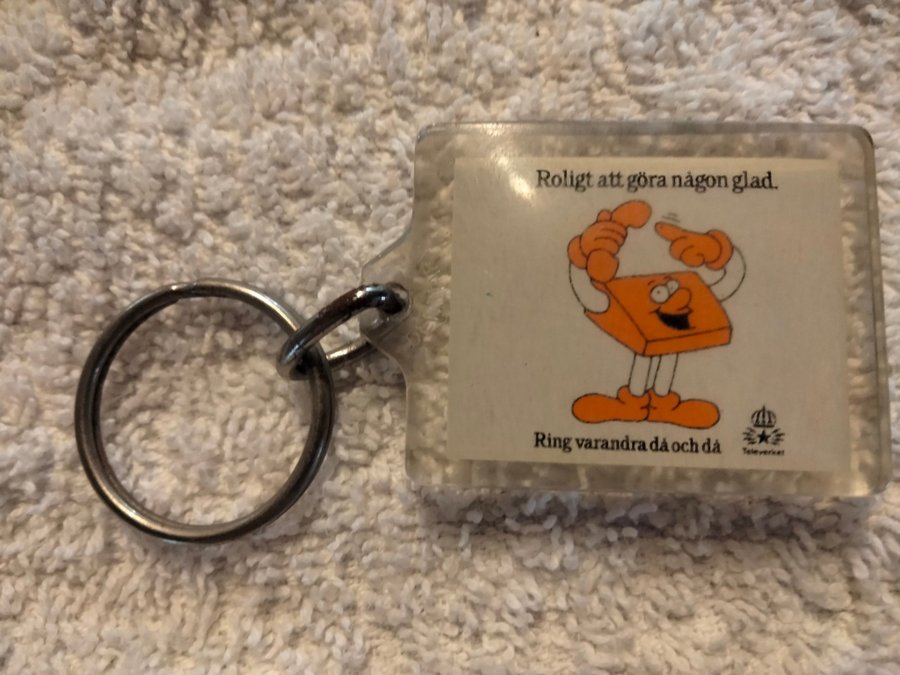 Roligt att göra någon glad.
Ring varandra då och då
Televerket